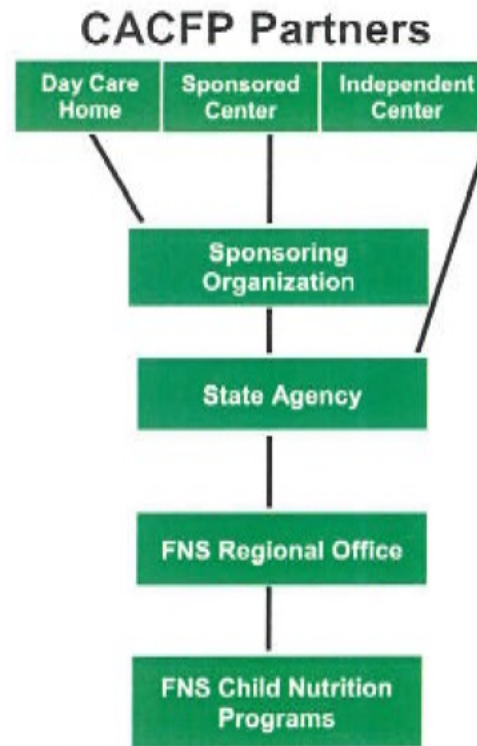 CACFP Partners
Day Care
Home
Sponsored
Center
Independent
Center
Sponsoring
Organization
State Agency
FNS Regional Office
FNS Child Nutrition
Programs